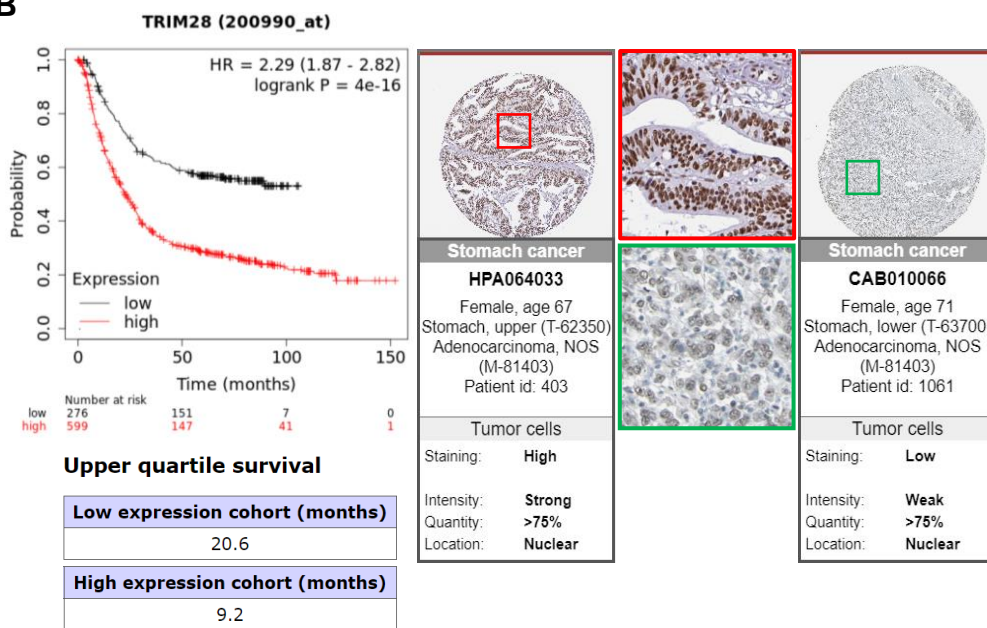 B
TRIM28 (200990_at)
HR = 2.29 (1.87 - 2.82)
logrank P = 4e-16
Probability
1.0
0.8
0.6
0.4
0.2
0.0
Expression
low
high
0 50 100 150
Time (months)
Number at risk
low 276 151 7 0
high 599 147 41 1
Upper quartile survival
Low expression cohort (months)
20.6
High expression cohort (months)
9.2
Stomach cancer
HPA064033
Female, age 67
Stomach, upper (T-62350)
Adenocarcinoma, NOS
(M-81403)
Patient id: 403
Tumor cells
Staining: High
Intensity: Strong
Quantity: >75%
Location: Nuclear
Stomach cancer
CAB010066
Female, age 71
Stomach, lower (T-63700
Adenocarcinoma, NOS
(M-81403)
Patient id: 1061
Tumor cells
Staining: Low
Intensity: Weak
Quantity: >75%
Location: Nuclear